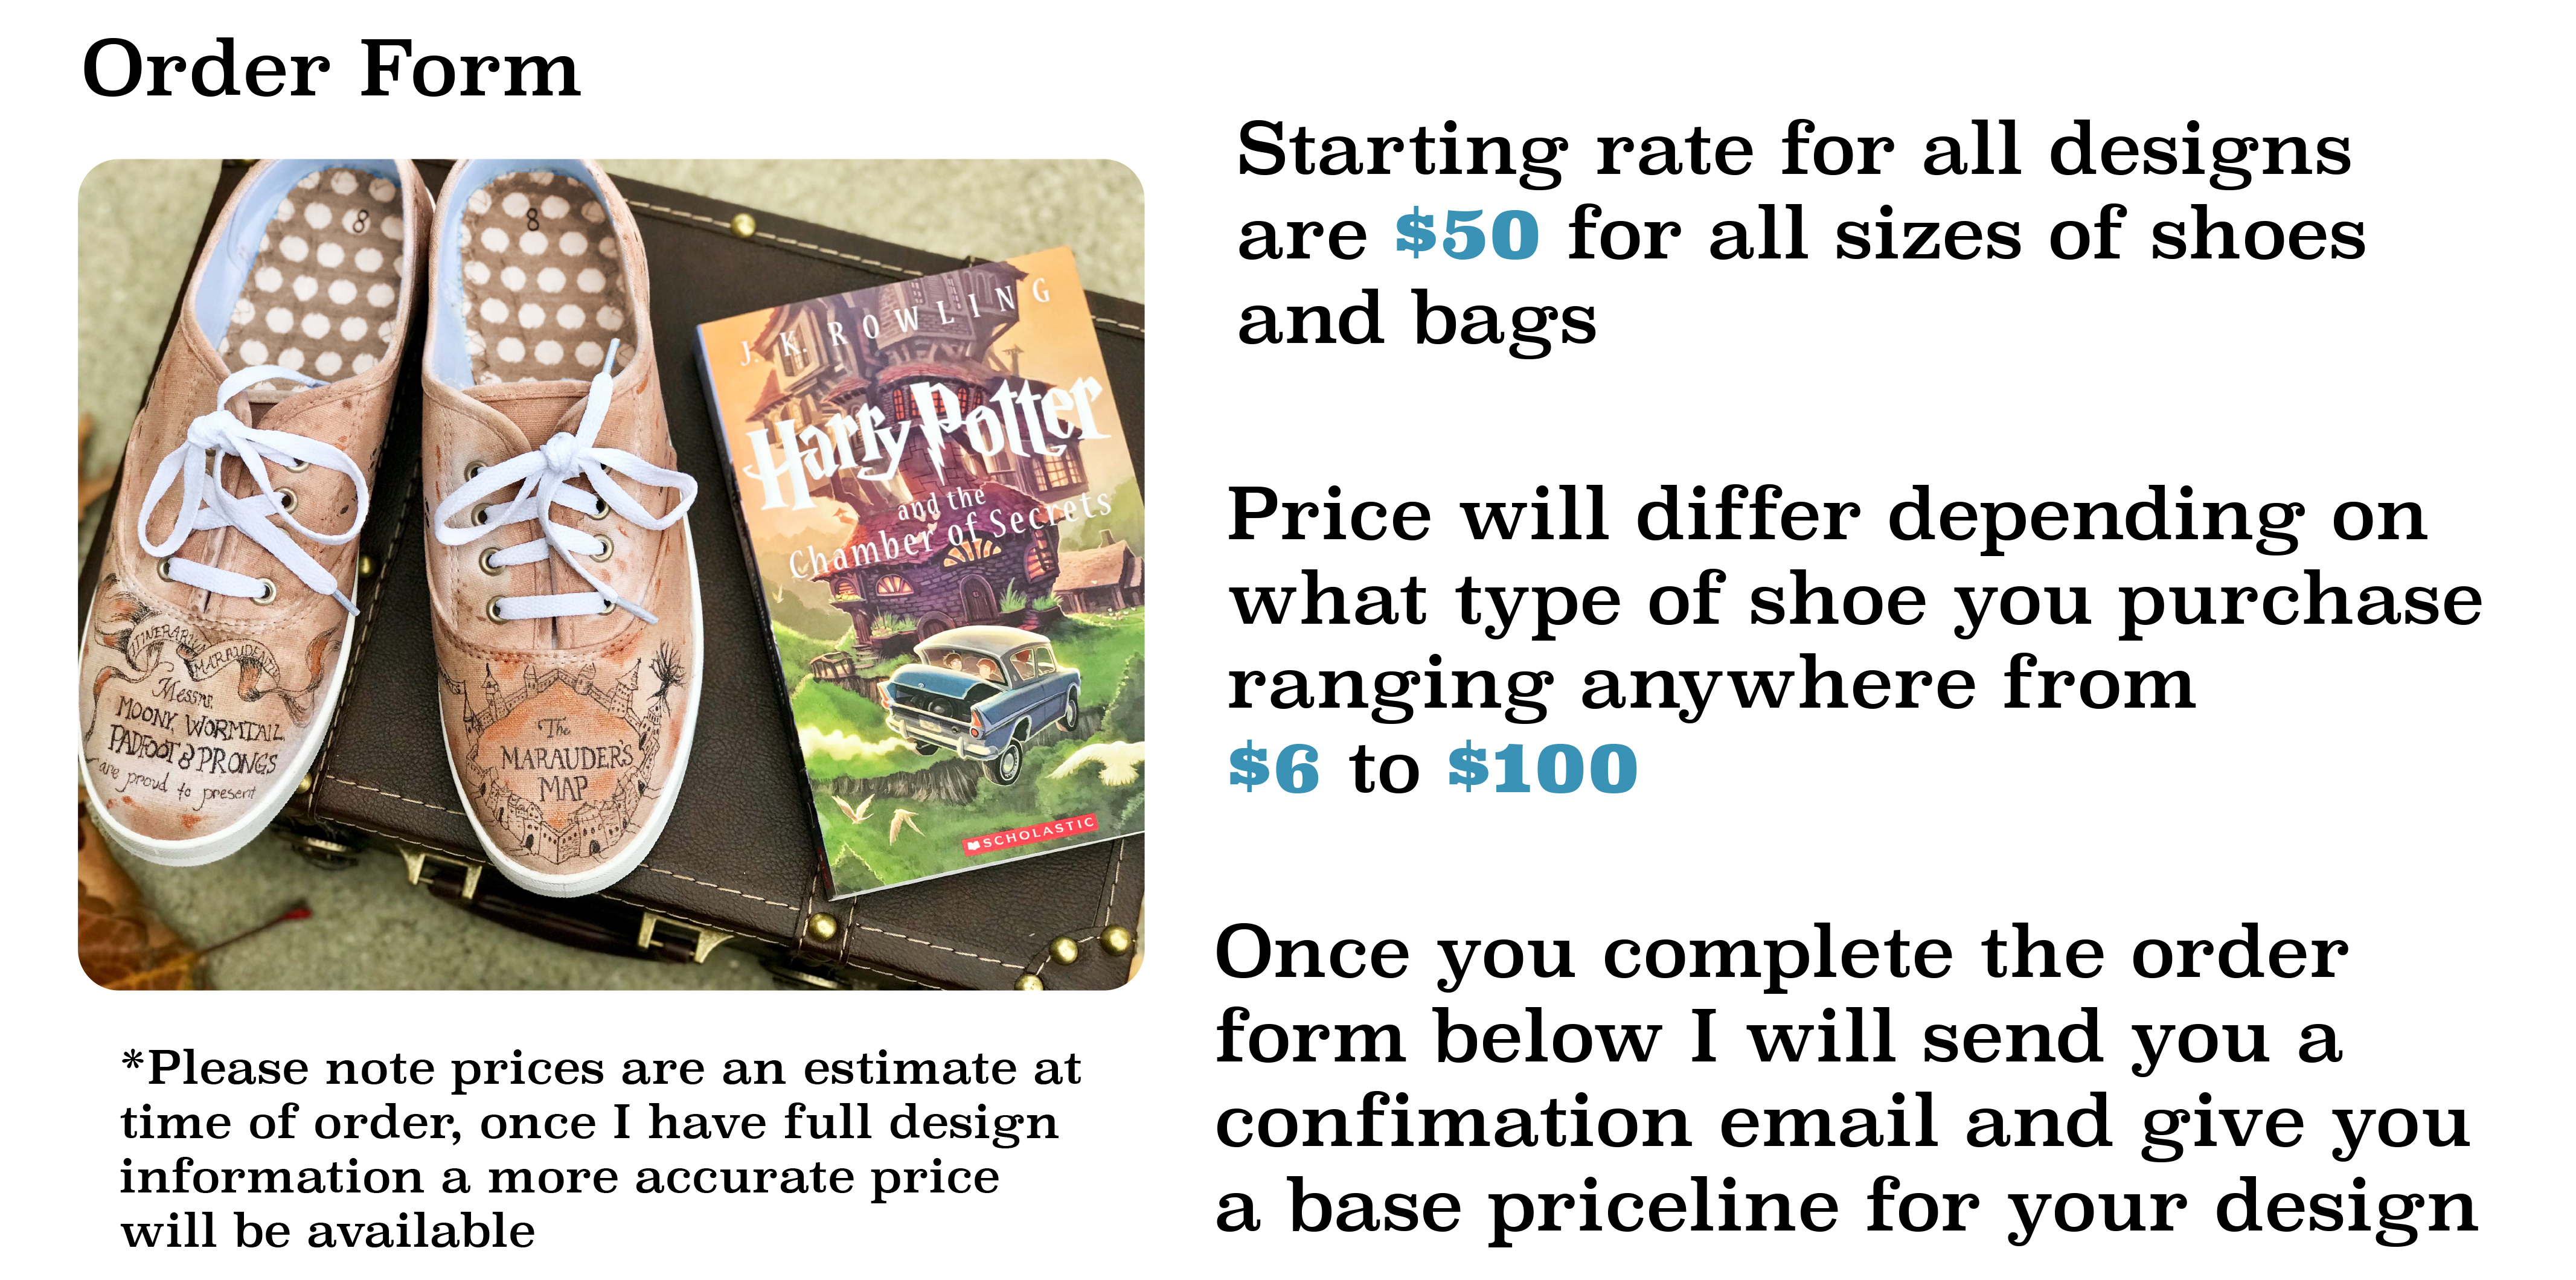 Order Form
8
8
ITINERARY
MARAUDENTI
Messrs.
MOONY, WORMTAIL,
PADFOOT & PRONGS
are proud to present
The
MARAUDERS
MAP
J. K. ROWLING
Harry Potter
and the
Chamber of Secrets
SCHOLASTIC
*Please note prices are an estimate at
time of order, once I have full design
information a more accurate price
will be available
Starting rate for all designs
are $50 for all sizes of shoes
and bags
Price will differ depending on
what type of shoe you purchase
ranging anywhere from
$6 to $100
Once you complete the order
form below I will send you a
confimation email and give you
a base priceline for your design